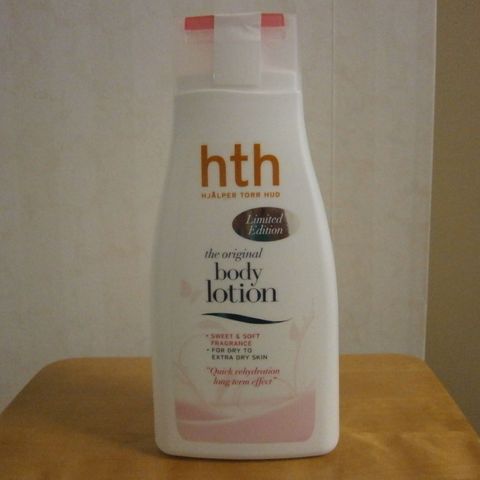 hth
HJÄLPER TORR HUD
Limited
Edition
the original
body
lotion
• SWEET & SOFT
FRAGRANCE
• FOR DRY TO
EXTRA DRY SKIN
"Quick rehydration
long term effect"